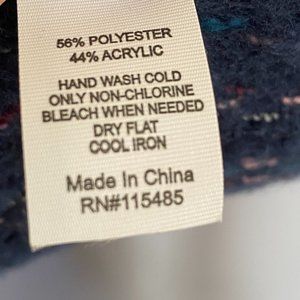 56% POLYESTER
44% ACRYLIC
HAND WASH COLD
ONLY NON-CHLORINE
BLEACH WHEN NEEDED
DRY FLAT
COOL IRON
Made In China
RN#115485